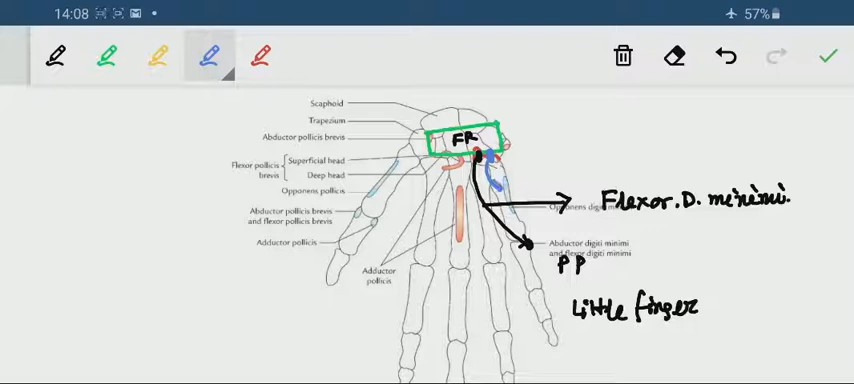 14:08
57%
Scaphoid
Trapezium
Abductor pollicis brevis
FR
Flexor pollicis brevis
Superficial head
Deep head
Opponens pollicis
Abductor pollicis brevis
and flexor pollicis brevis
Adductor pollicis
Adductor
pollicis
Flexor.D. minimi.
Opponens digiti
Abductor digiti minimi
and flexor digiti minimi
PP
Little finger